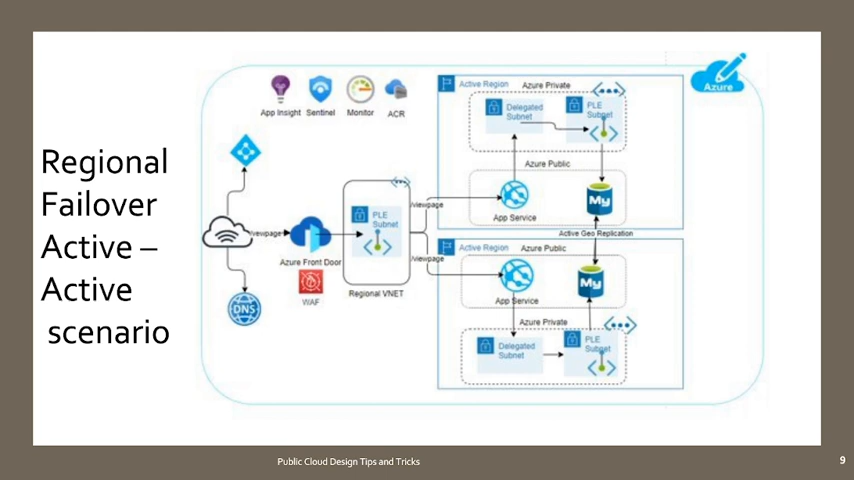 Regional
Failover
Active –
Active
scenario
App Insight
Sentinel
Monitor
ACR
Azure
Active Region
Azure Private
Delegated
Subnet
PLE
Subnet
Azure Public
App Service
My
Active Geo Replication
/viewpage
Azure Front Door
WAF
PLE
Subnet
Regional VNET
/viewpage
/viewpage
DNS
Active Region
Azure Public
App Service
My
Azure Private
Delegated
Subnet
PLE
Subnet
Public Cloud Design Tips and Tricks
9